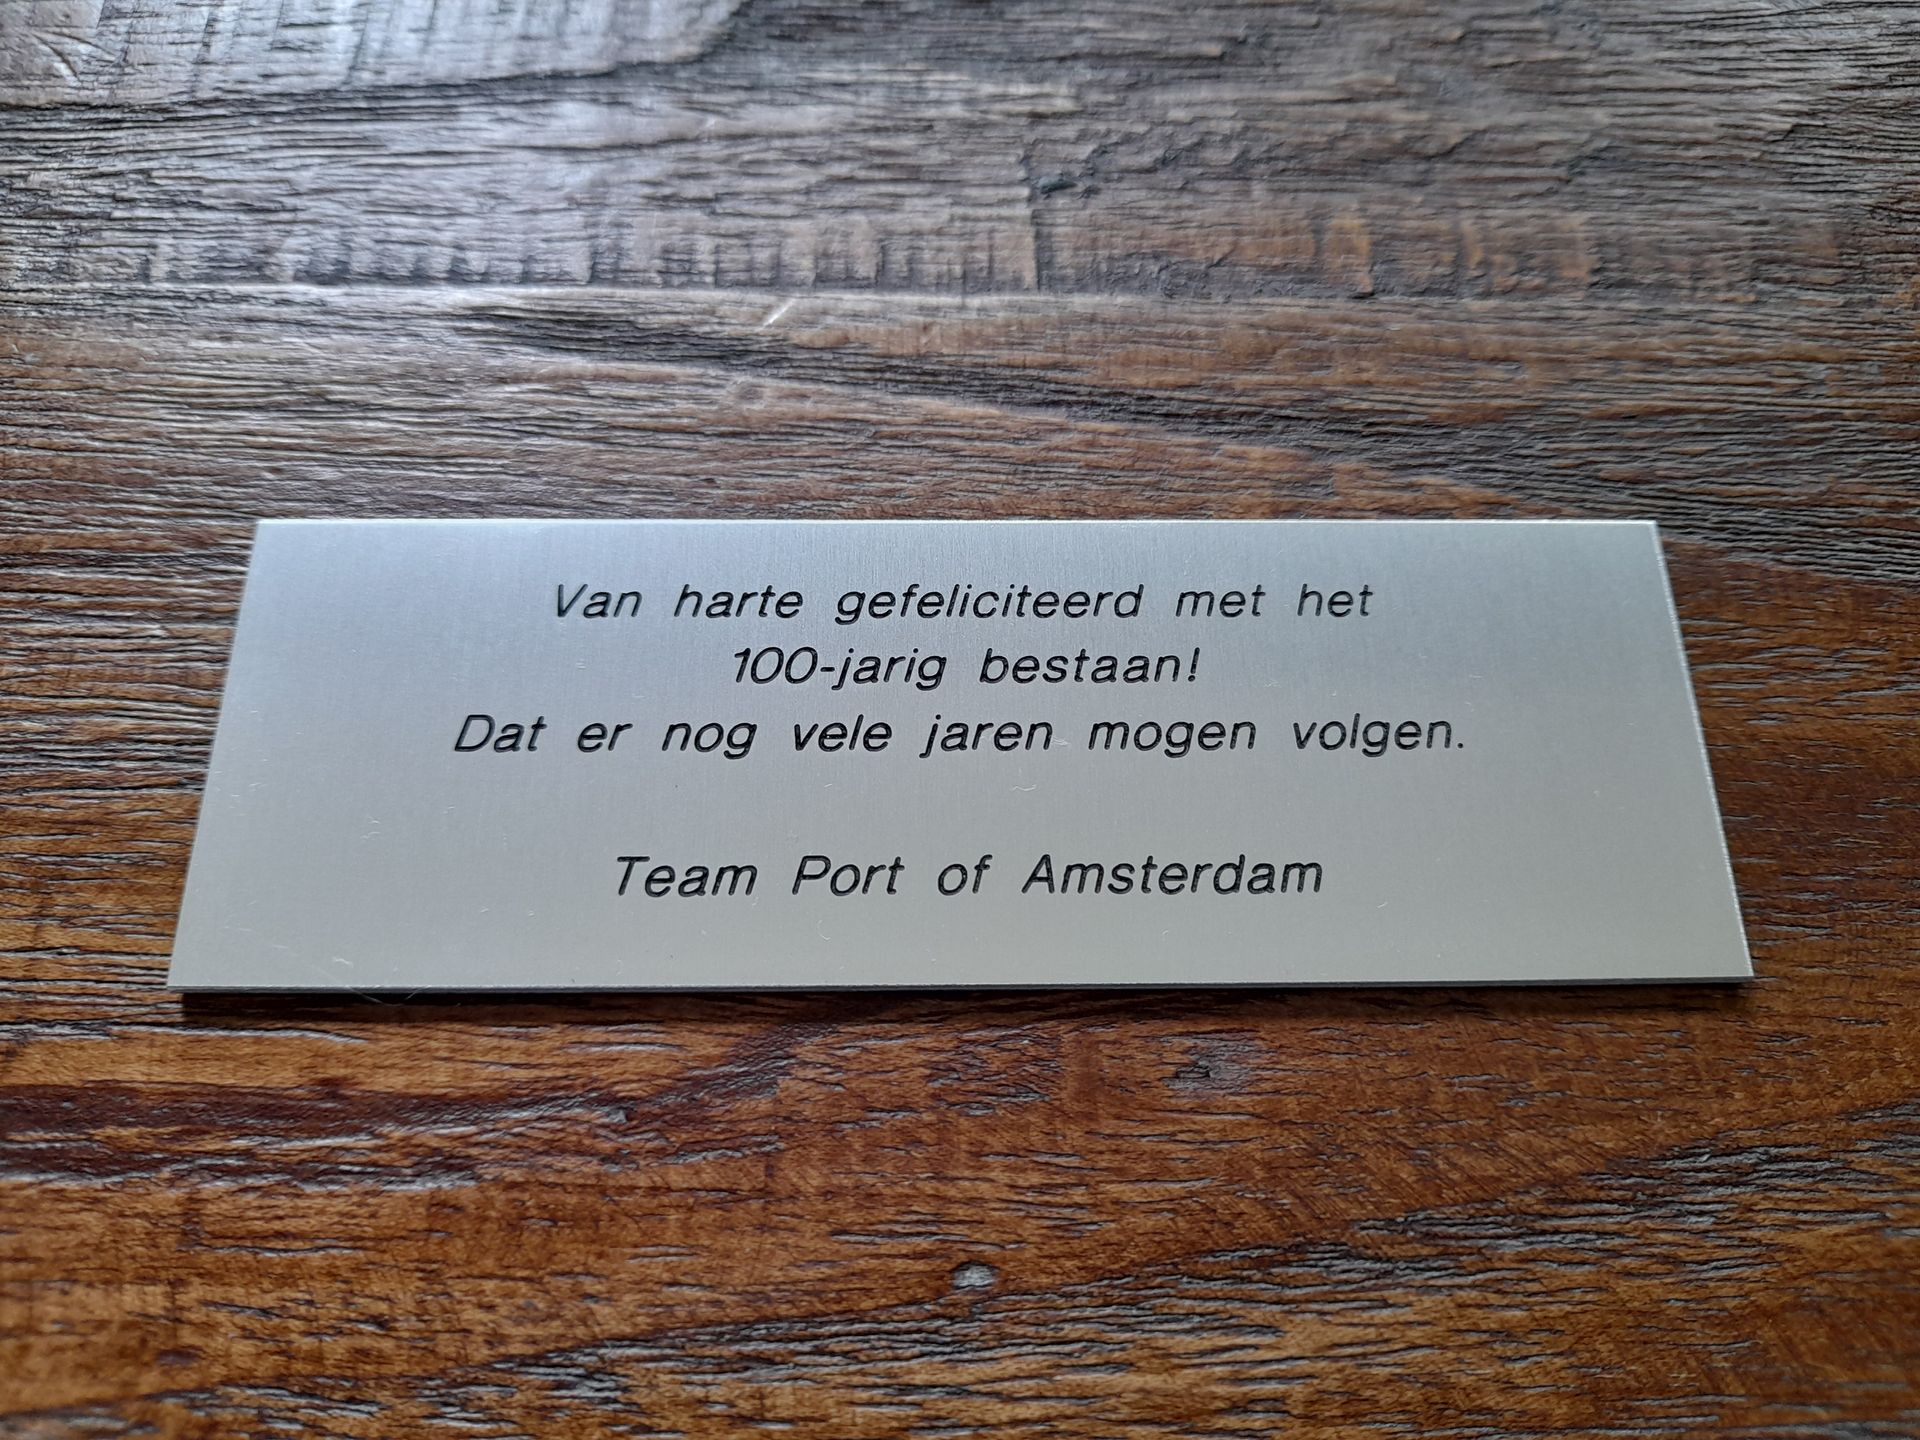 Van harte gefeliciteerd met het
100-jarig bestaan!
Dat er nog vele jaren mogen volgen.
Team Port of Amsterdam